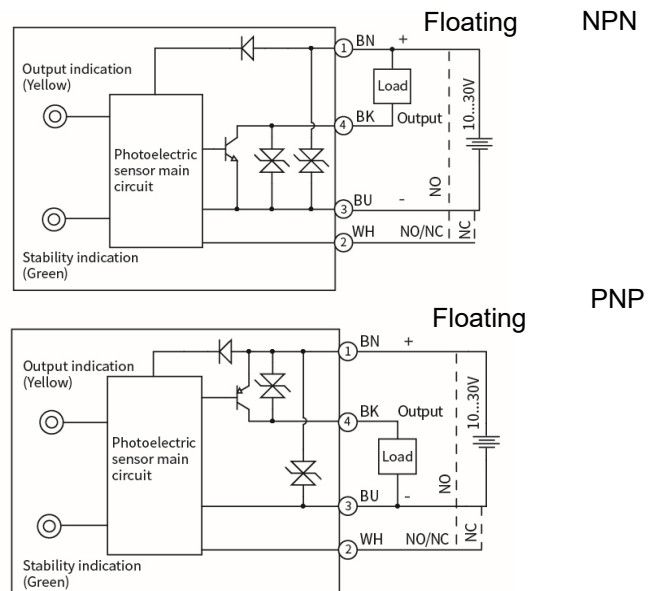 Floating NPN
1 BN +
Output indication
(Yellow)
Load
10...30V
4 BK Output
Photoelectric
sensor main
circuit
NO
3 BU -
2 WH NO/NC NC
Stability indication
(Green)
PNP
Floating
1 BN +
Output indication
(Yellow)
10...30V
4 BK Output
Photoelectric
sensor main
circuit
Load
NO
3 BU -
2 WH NO/NC NC
Stability indication
(Green)